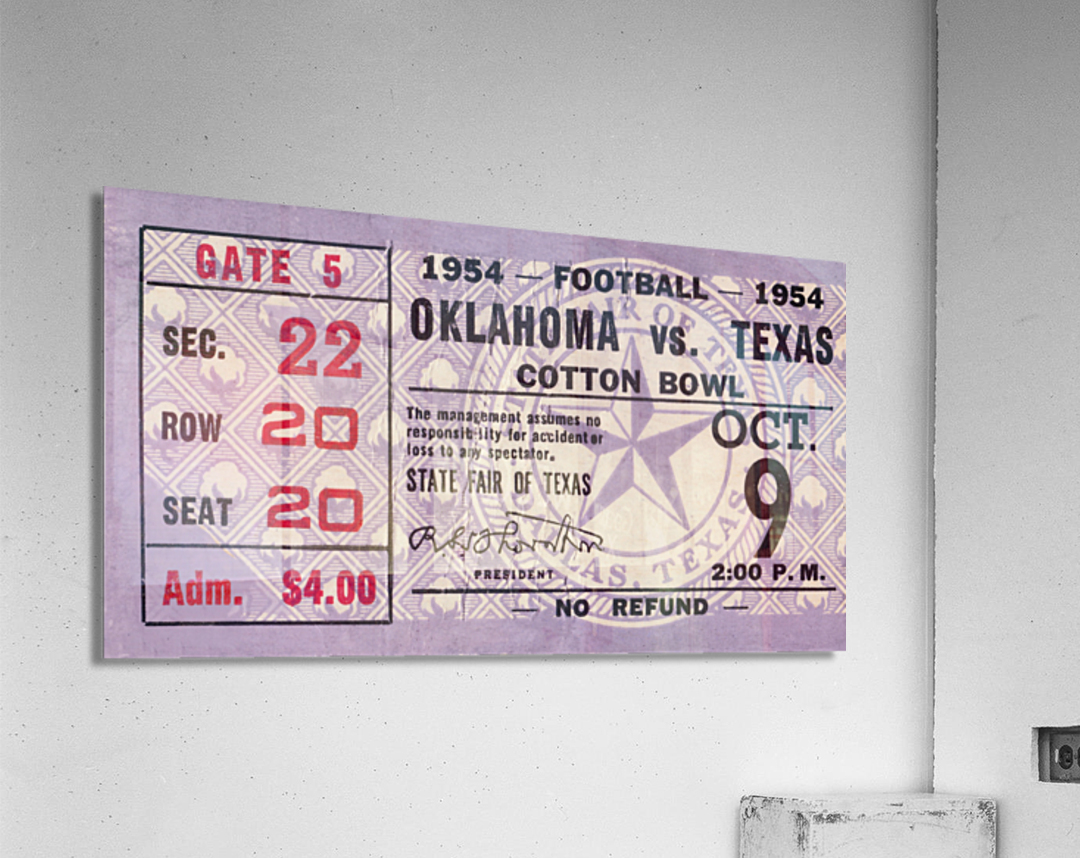 GATE 5
SEC. 22
ROW 20
SEAT 20
Adm. $4.00
1954 — FOOTBALL — 1954
OKLAHOMA vs. TEXAS
COTTON BOWL
The management assumes no
responsibility for accident or
loss to any spectator.
STATE FAIR OF TEXAS
PRESIDENT
OCT.
9
2:00 P. M.
— NO REFUND —